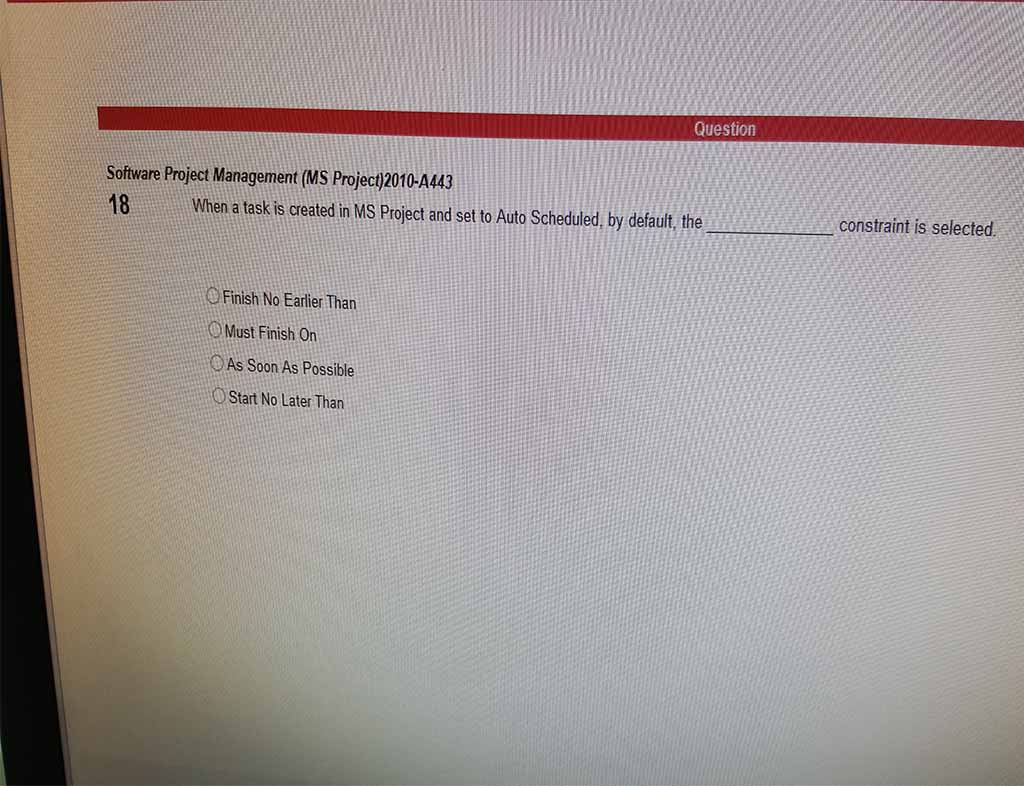 Question
Software Project Management (MS Project)2010-A443
18 When a task is created in MS Project and set to Auto Scheduled, by default, the ______________ constraint is selected.
Finish No Earlier Than
Must Finish On
As Soon As Possible
Start No Later Than